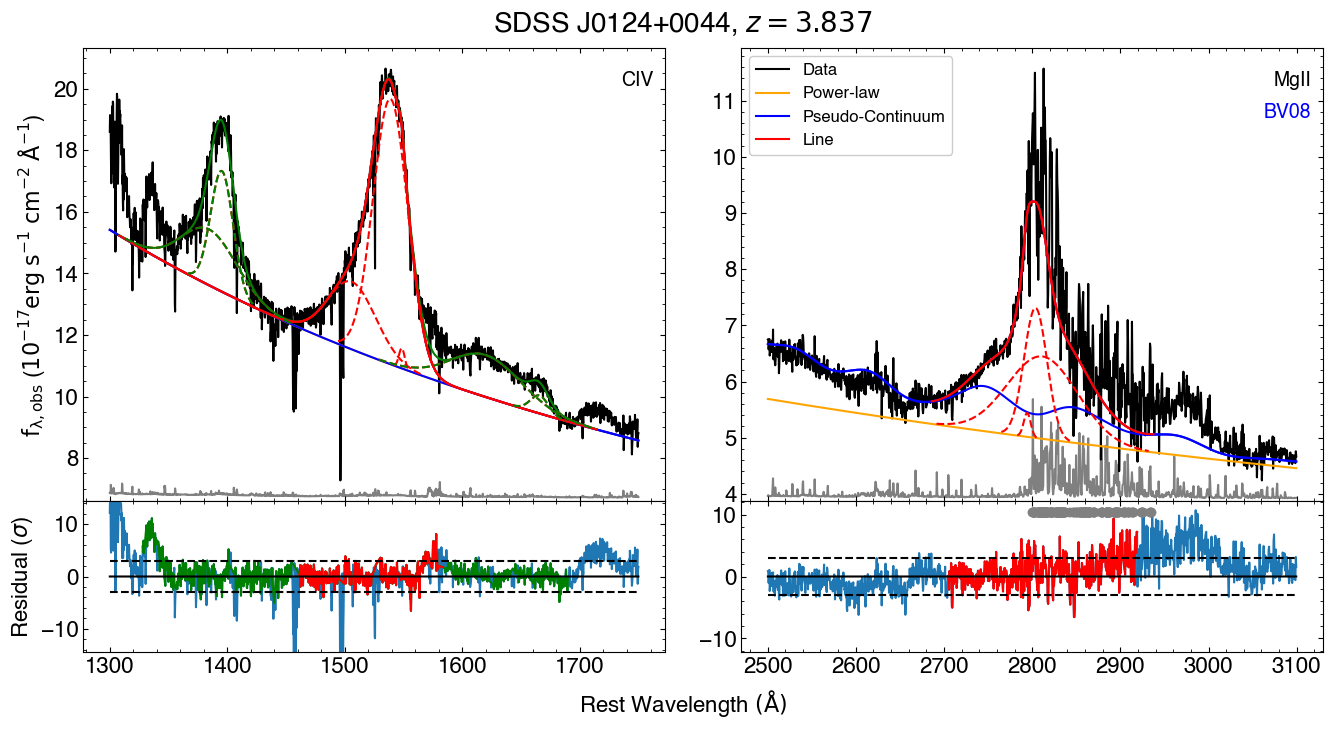 SDSS J0124+0044, z = 3.837
CIV
20
18
16
14
12
10
8
f_λ,obs (10⁻¹⁷erg s⁻¹ cm⁻² Å⁻¹)
Data
Power-law
Pseudo-Continuum
Line
MgII
BV08
11
10
9
8
7
6
5
4
10
0
−10
Residual (σ)
1300 1400 1500 1600 1700
10
0
−10
2500 2600 2700 2800 2900 3000 3100
Rest Wavelength (Å)